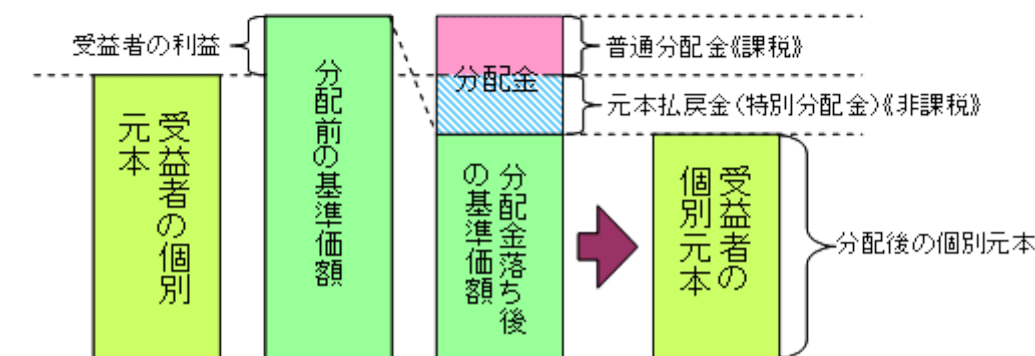 受益者の利益
受益者の個別
元本
分配前の基準価額
分配金
普通分配金《課税》
元本払戻金(特別分配金)《非課税》
分配金落ち後
の基準価額
受益者の
個別元本
分配後の個別元本